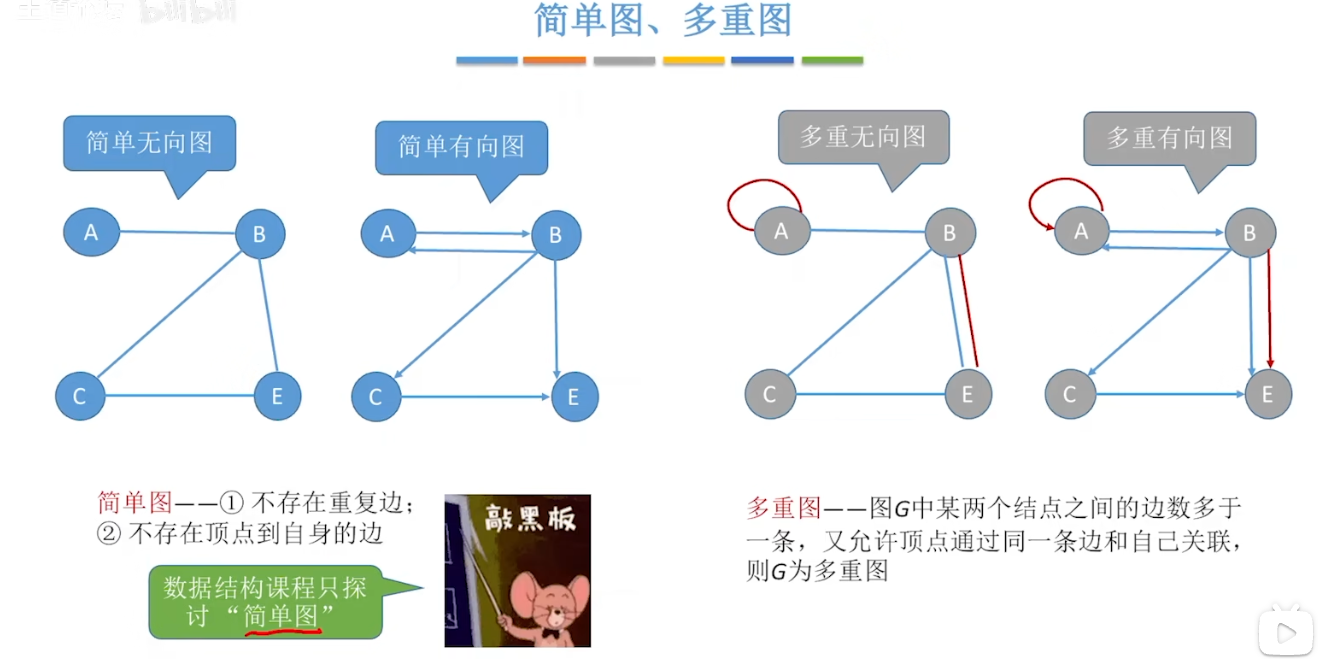 bilibili
简单图、多重图
简单无向图
简单有向图
多重无向图
多重有向图
A
B
A
B
A
B
A
B
C
E
C
E
C
E
C
E
简单图——① 不存在重复边;
② 不存在顶点到自身的边
敲黑板
数据结构课程只探
讨“简单图”
多重图——图G中某两个结点之间的边数多于
一条，又允许顶点通过同一条边和自己关联，
则G为多重图